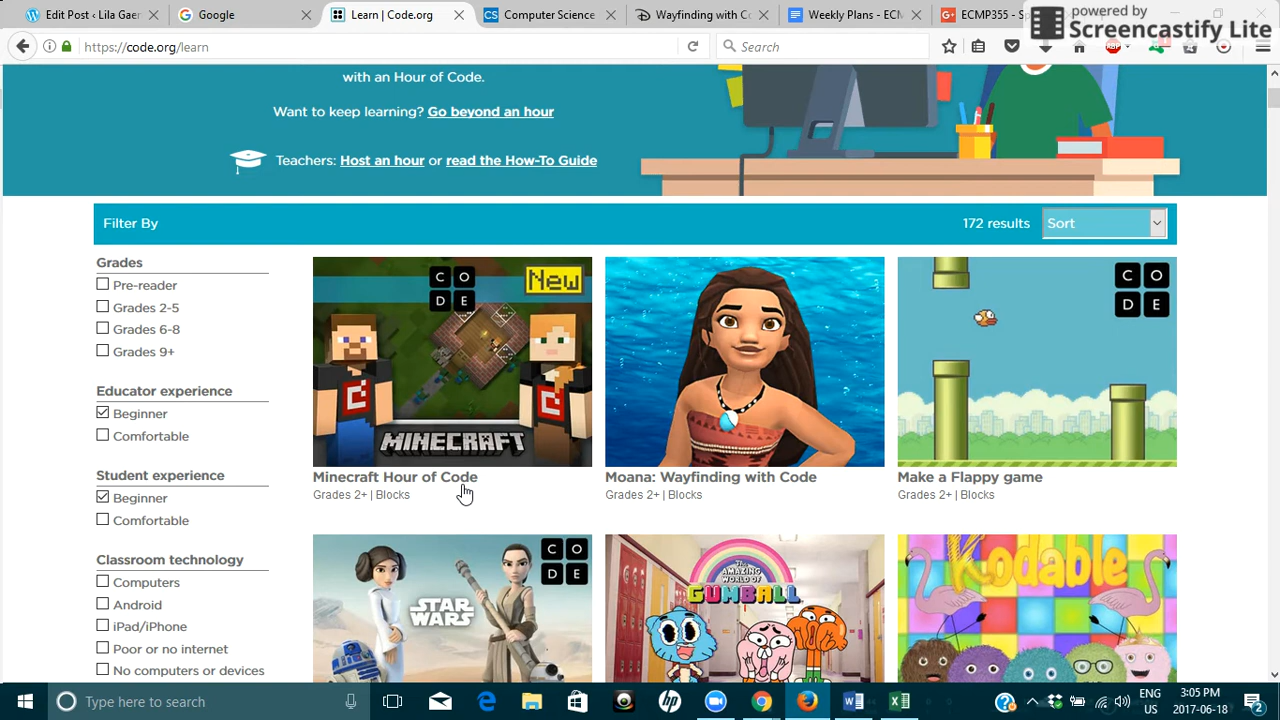 powered by
Screencastify Lite
Edit Post ‹ Lila Gaer
Google
Learn | Code.org
Computer Scienc
Wayfinding with Co
Weekly Plans - ECM
ECMP355 - S
https://code.org/learn
Search
with an Hour of Code.
Want to keep learning? Go beyond an hour
Teachers: Host an hour or read the How-To Guide
Filter By
172 results
Sort
Grades
Pre-reader
Grades 2-5
Grades 6-8
Grades 9+
Educator experience
Beginner
Comfortable
Student experience
Beginner
Comfortable
Classroom technology
Computers
Android
iPad/iPhone
Poor or no internet
No computers or devices
C O
D E
New
MINECRAFT
Minecraft Hour of Code
Grades 2+ | Blocks
Moana: Wayfinding with Code
Grades 2+ | Blocks
C O
D E
Make a Flappy game
Grades 2+ | Blocks
C O
D E
STAR
WARS
THE
AMAZING
WORLD OF
GUMBALL
Kodable
Type here to search
ENG
US
3:05 PM
2017-06-18
2